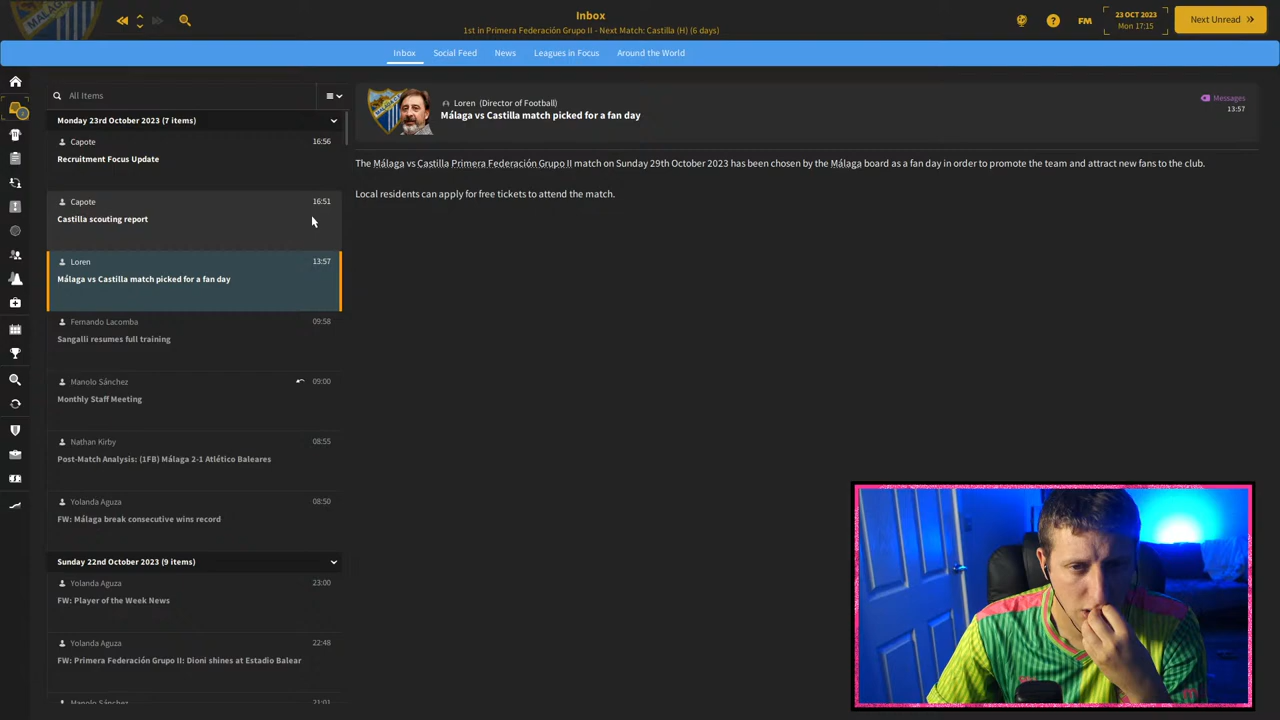 Inbox
1st in Primera Federación Grupo II - Next Match: Castilla (H) (6 days)
FM
23 OCT 2023
Mon 17:15
Next Unread
Inbox
Social Feed
News
Leagues in Focus
Around the World
All Items
Monday 23rd October 2023 (7 items)
Capote
16:56
Recruitment Focus Update
Capote
16:51
Castilla scouting report
Loren
13:57
Málaga vs Castilla match picked for a fan day
Fernando Lacomba
09:58
Sangalli resumes full training
Manolo Sánchez
09:00
Monthly Staff Meeting
Nathan Kirby
08:55
Post-Match Analysis: (1FB) Málaga 2-1 Atlético Baleares
Yolanda Aguza
08:50
FW: Málaga break consecutive wins record
Sunday 22nd October 2023 (9 items)
Yolanda Aguza
23:00
FW: Player of the Week News
Yolanda Aguza
22:48
FW: Primera Federación Grupo II: Dioni shines at Estadio Balear
Manolo Sánchez
21:01
Loren (Director of Football)
Málaga vs Castilla match picked for a fan day
Messages
13:57
The Málaga vs Castilla Primera Federación Grupo II match on Sunday 29th October 2023 has been chosen by the Málaga board as a fan day in order to promote the team and attract new fans to the club.
Local residents can apply for free tickets to attend the match.